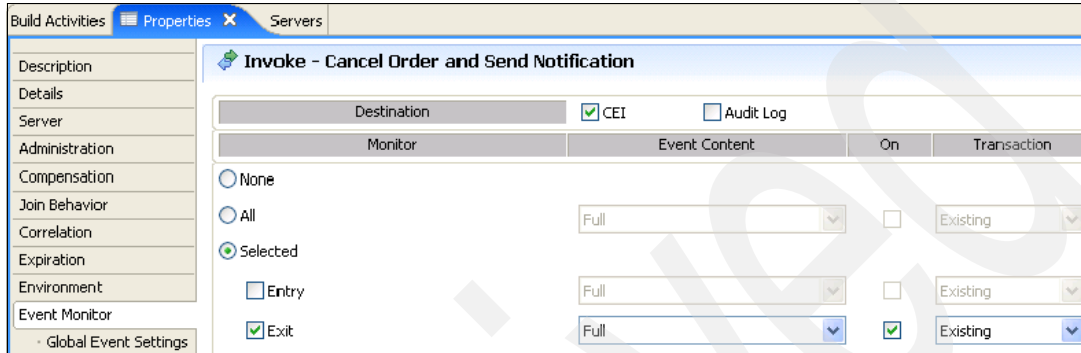 Build Activities Properties Servers
Description
Invoke - Cancel Order and Send Notification
Details
Server
Destination CEI Audit Log
Administration
Monitor Event Content On Transaction
Compensation
None
Join Behavior
All Full Existing
Correlation
Selected
Expiration
Environment
Entry Full Existing
Event Monitor
Exit Full Existing
Global Event Settings